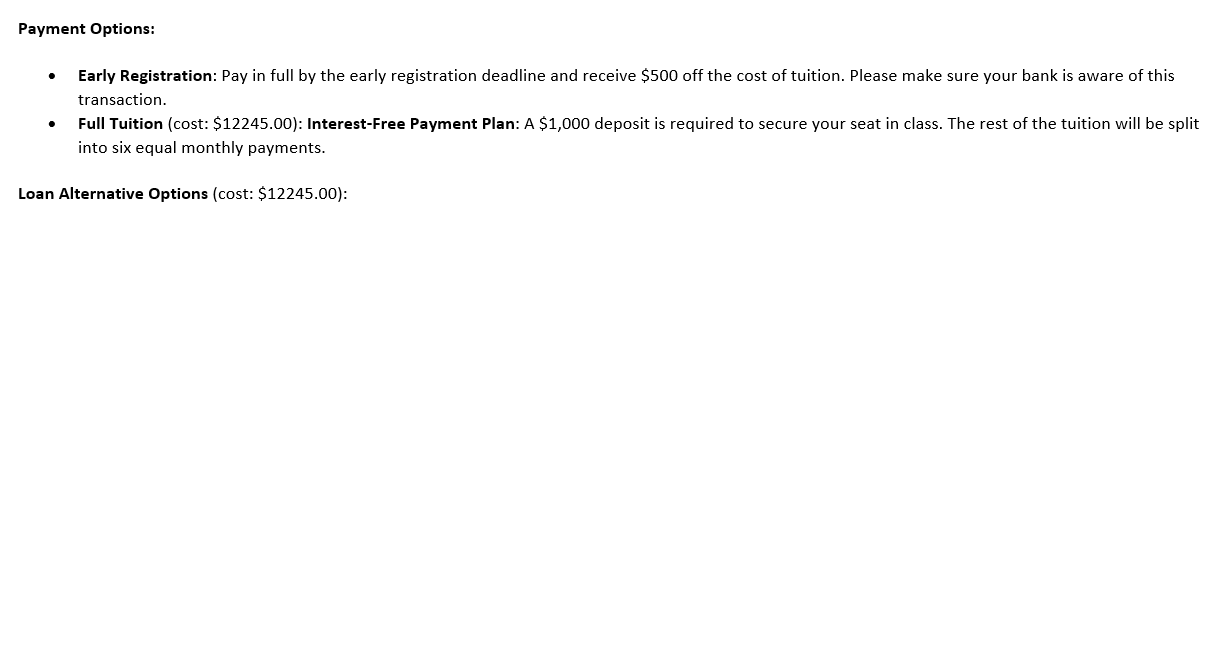 Payment Options:
• Early Registration: Pay in full by the early registration deadline and receive $500 off the cost of tuition. Please make sure your bank is aware of this
transaction.
• Full Tuition (cost: $12245.00): Interest-Free Payment Plan: A $1,000 deposit is required to secure your seat in class. The rest of the tuition will be split
into six equal monthly payments.
Loan Alternative Options (cost: $12245.00):